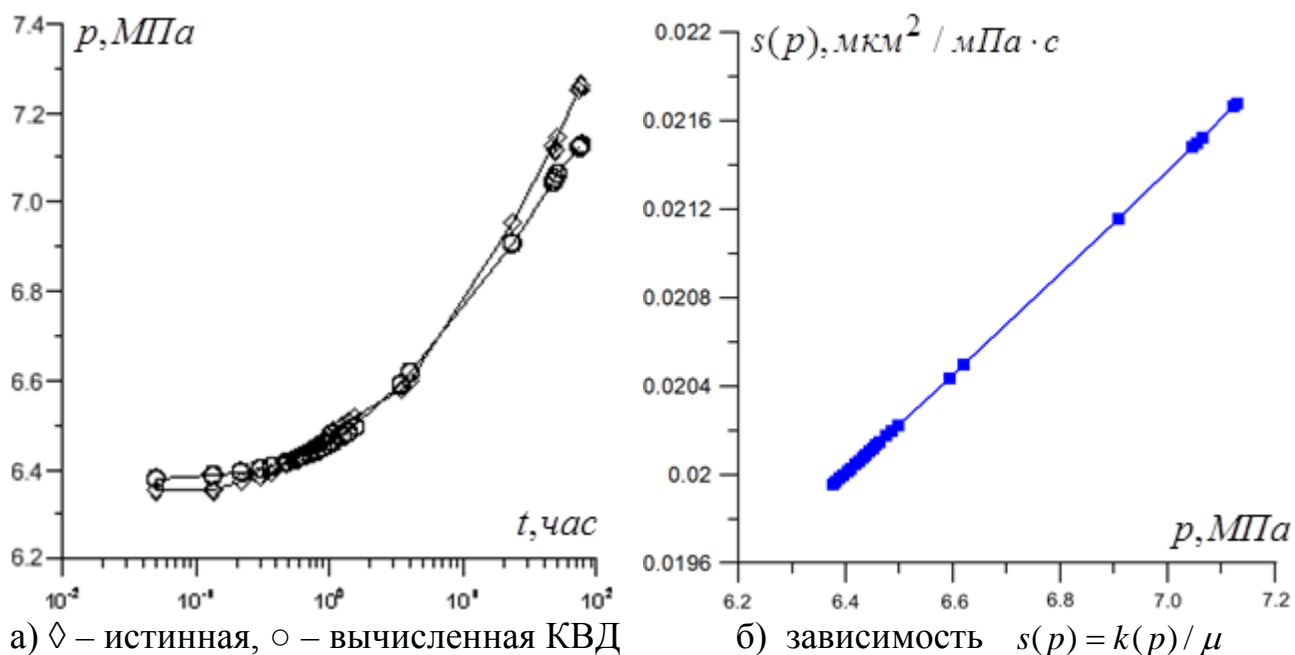 p,МПа
7.4
7.2
7.0
6.8
6.6
6.4
6.2
10⁻² 10⁻¹ 10⁰ 10¹ 10²
t,час
s(p), мкм² / мПа · с
0.022
0.0216
0.0212
0.0208
0.0204
0.02
0.0196
6.2 6.4 6.6 6.8 7.0 7.2
p,МПа
а) ◊ – истинная, ○ – вычисленная КВД
б) зависимость s(p) = k(p) / μ